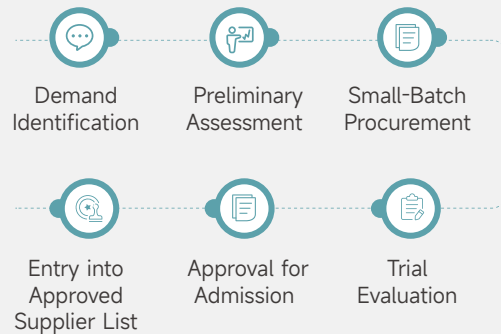 Demand
Identification
Preliminary
Assessment
Small-Batch
Procurement
Entry into
Approved
Supplier List
Approval for
Admission
Trial
Evaluation